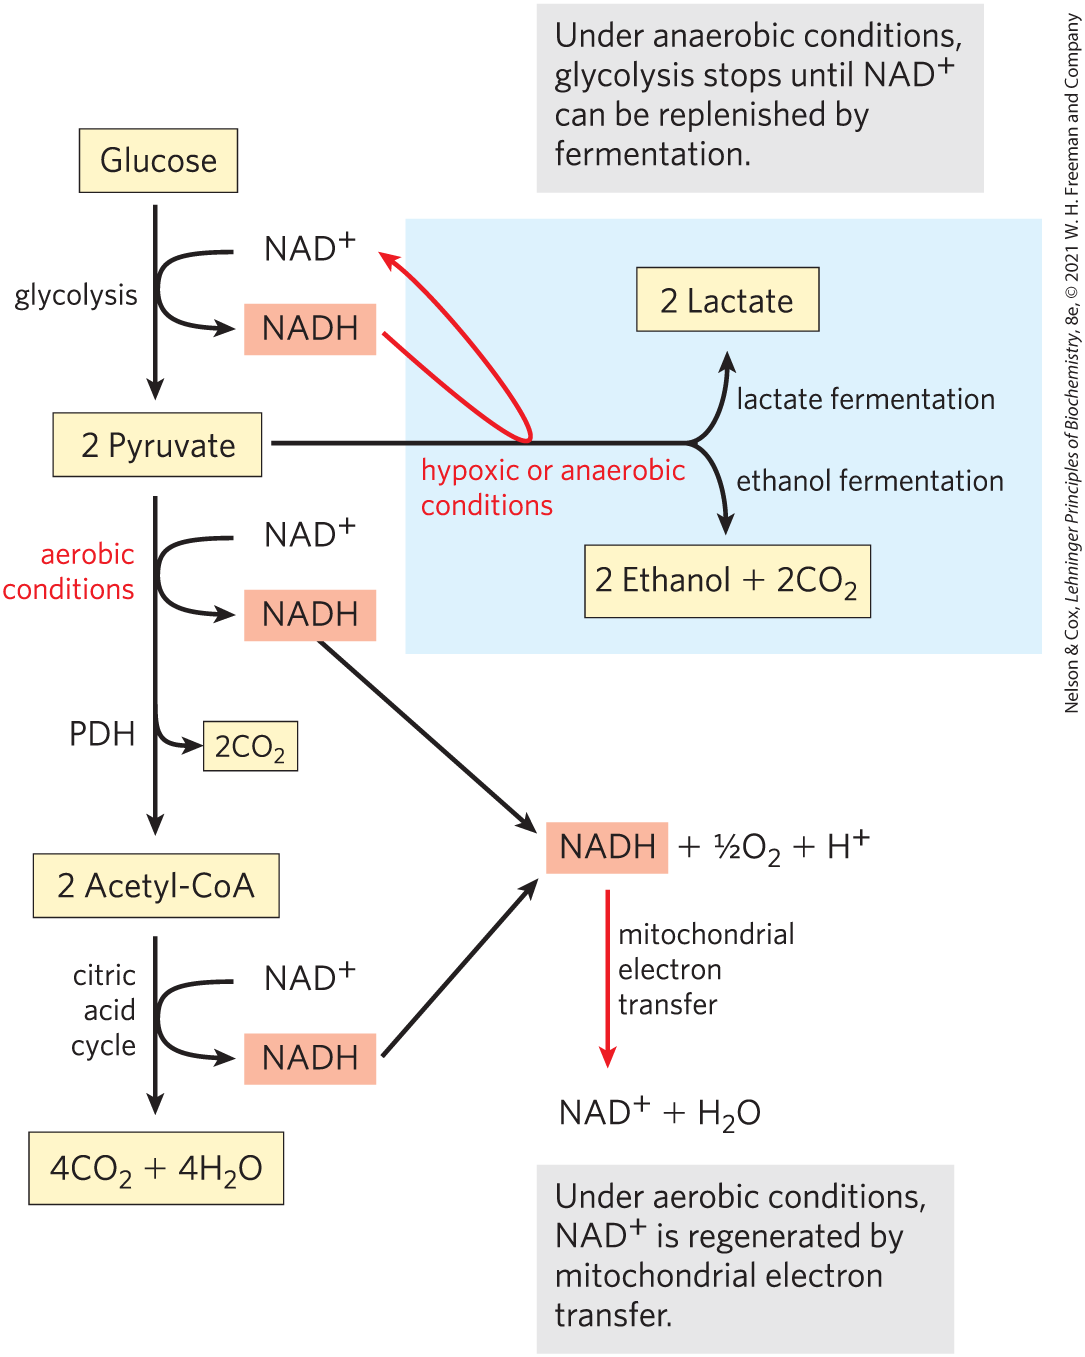 Under anaerobic conditions,
glycolysis stops until NAD⁺
can be replenished by
fermentation.
Glucose
NAD⁺
glycolysis
NADH
2 Lactate
lactate fermentation
2 Pyruvate
hypoxic or anaerobic
conditions
ethanol fermentation
2 Ethanol + 2CO₂
NAD⁺
aerobic
conditions
NADH
PDH
2CO₂
NADH + ½O₂ + H⁺
2 Acetyl-CoA
mitochondrial
electron
transfer
citric
acid
cycle
NAD⁺
NADH
NAD⁺ + H₂O
4CO₂ + 4H₂O
Under aerobic conditions,
NAD⁺ is regenerated by
mitochondrial electron
transfer.
Nelson & Cox, Lehninger Principles of Biochemistry, 8e, © 2021 W. H. Freeman and Company